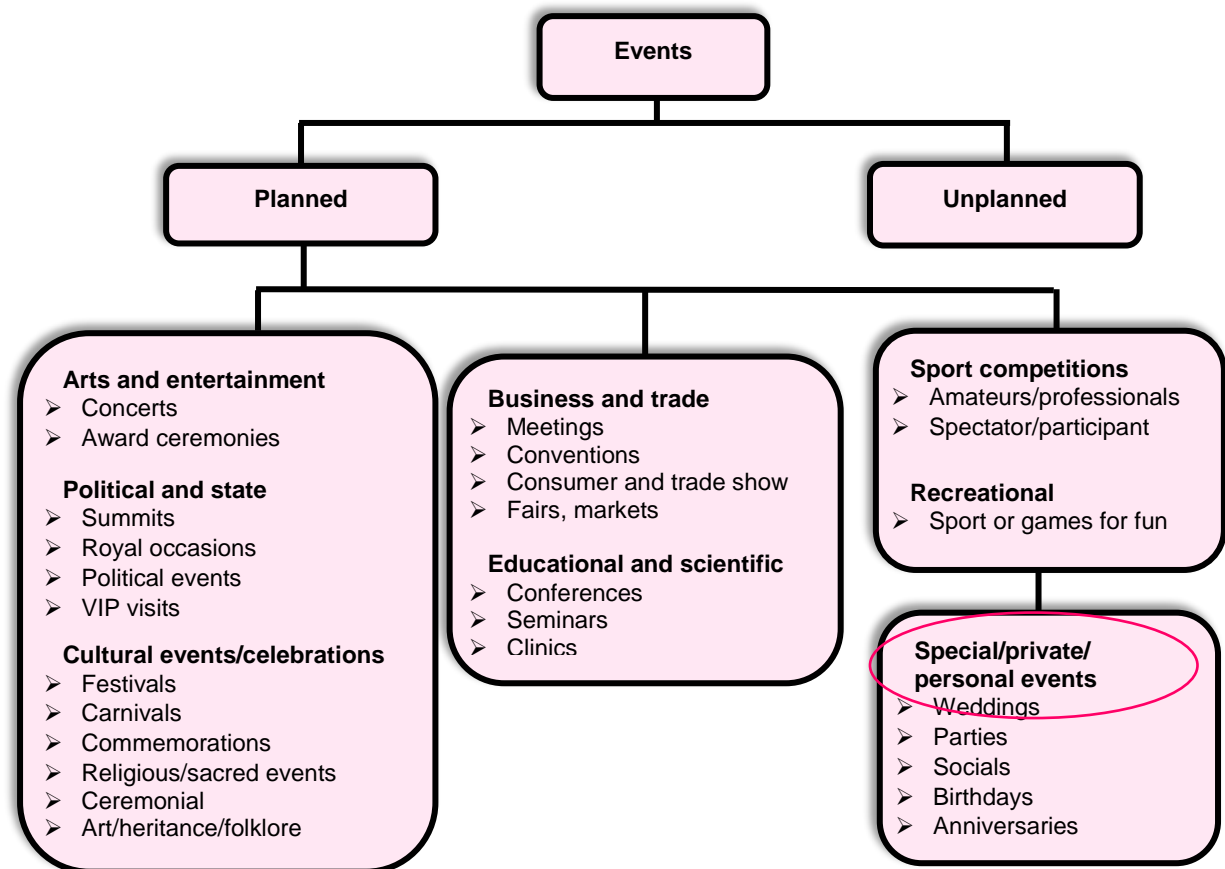 Events
Planned
Unplanned
Arts and entertainment
➢ Concerts
➢ Award ceremonies
Political and state
➢ Summits
➢ Royal occasions
➢ Political events
➢ VIP visits
Cultural events/celebrations
➢ Festivals
➢ Carnivals
➢ Commemorations
➢ Religious/sacred events
➢ Ceremonial
➢ Art/heritance/folklore
Business and trade
➢ Meetings
➢ Conventions
➢ Consumer and trade show
➢ Fairs, markets
Educational and scientific
➢ Conferences
➢ Seminars
➢ Clinics
Sport competitions
➢ Amateurs/professionals
➢ Spectator/participant
Recreational
➢ Sport or games for fun
Special/private/
personal events
➢ Weddings
➢ Parties
➢ Socials
➢ Birthdays
➢ Anniversaries